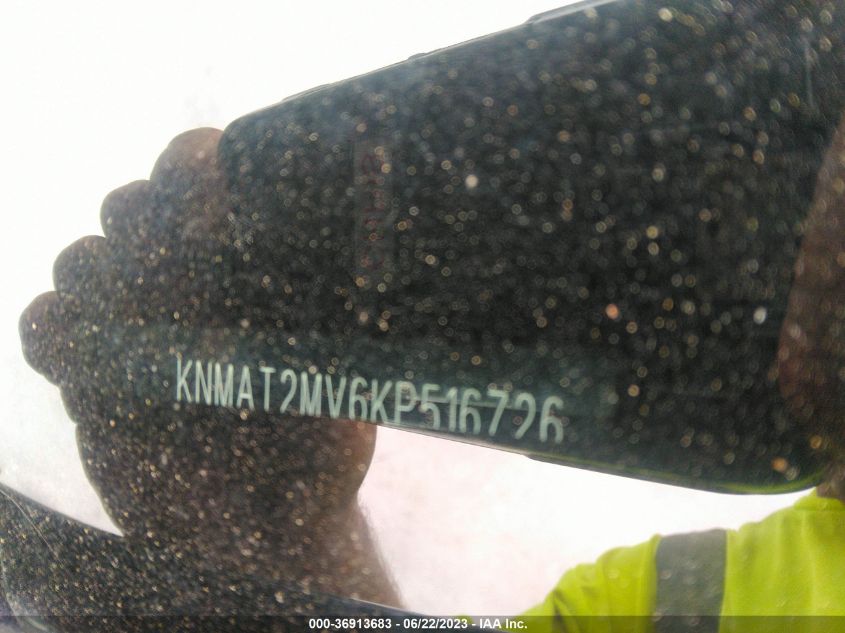 KNMAT2MV6KP516726
000-36913683 - 06/22/2023 - IAA Inc.